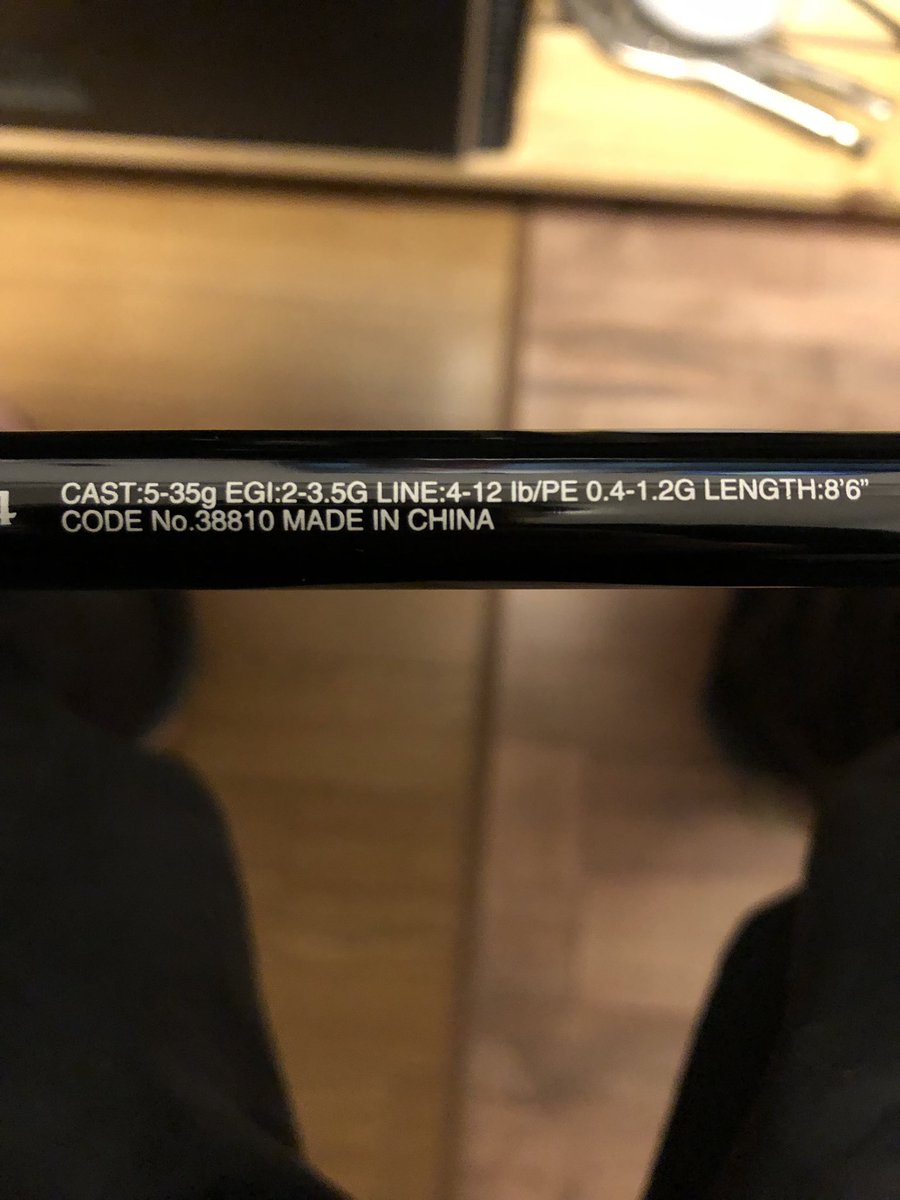 4 CAST:5-35g EGI:2-3.5G LINE:4-12 lb/PE 0.4-1.2G LENGTH:8'6"
CODE No.38810 MADE IN CHINA